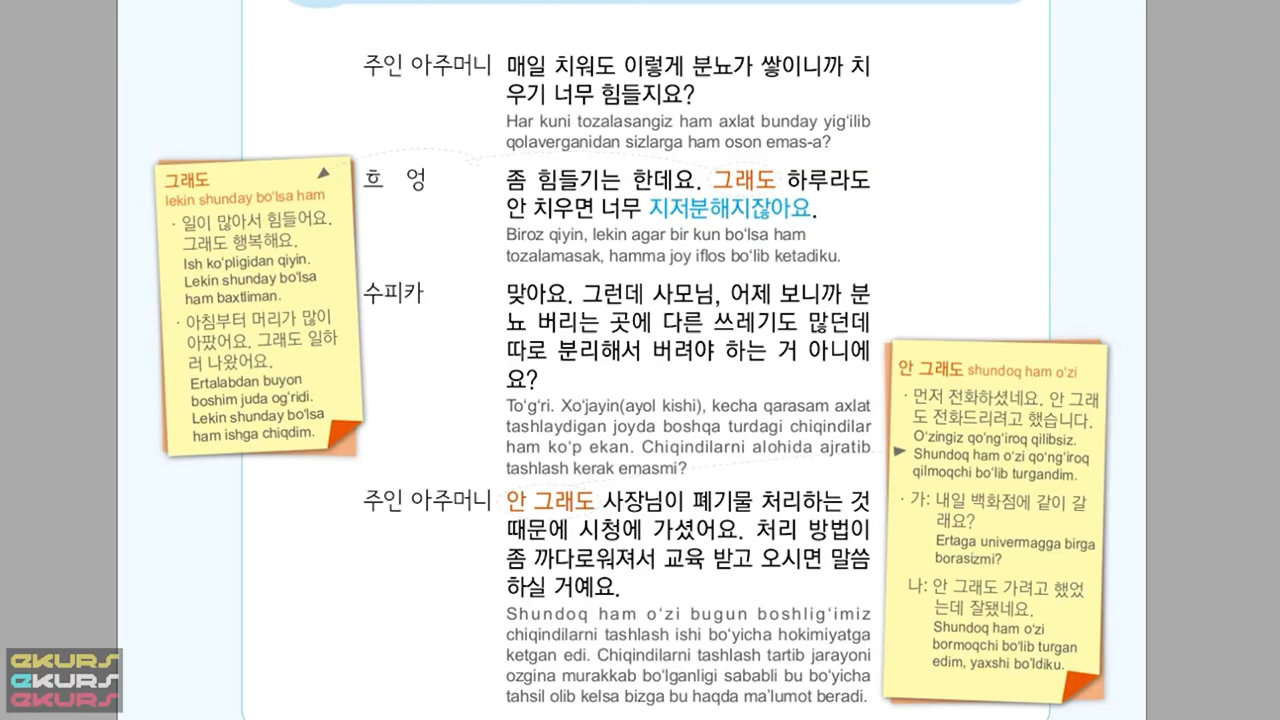 주인 아주머니 매일 치워도 이렇게 분뇨가 쌓이니까 치
우기 너무 힘들지요?
Har kuni tozalasangiz ham axlat bunday yig‘ilib
qolaverganidan sizlarga ham oson emas-a?
흐 엉 좀 힘들기는 한데요. 그래도 하루라도
안 치우면 너무 지저분해지잖아요.
Biroz qiyin, lekin agar bir kun bo‘lsa ham
tozalamasak, hamma joy iflos bo‘lib ketadiku.
그래도
lekin shunday bo‘lsa ham
· 일이 많아서 힘들어요.
그래도 행복해요.
Ish ko‘pligidan qiyin.
Lekin shunday bo‘lsa
ham baxtliman.
· 아침부터 머리가 많이
아팠어요. 그래도 일하
러 나왔어요.
Ertalabdan buyon
boshim juda og‘ridi.
Lekin shunday bo‘lsa
ham ishga chiqdim.
수피카 맞아요. 그런데 사모님, 어제 보니까 분
뇨 버리는 곳에 다른 쓰레기도 많던데
따로 분리해서 버려야 하는 거 아니에
요?
To‘g‘ri. Xo‘jayin(ayol kishi), kecha qarasam axlat
tashlaydigan joyda boshqa turdagi chiqindilar
ham ko‘p ekan. Chiqindilarni alohida ajratib
tashlash kerak emasmi?
주인 아주머니 안 그래도 사장님이 폐기물 처리하는 것
때문에 시청에 가셨어요. 처리 방법이
좀 까다로워져서 교육 받고 오시면 말씀
하실 거예요.
Shundoq ham o‘zi bugun boshlig‘imiz
chiqindilarni tashlash ishi bo‘yicha hokimiyatga
ketgan edi. Chiqindilarni tashlash tartib jarayoni
ozgina murakkab bo‘lganligi sababli bu bo‘yicha
tahsil olib kelsa bizga bu haqda ma’lumot beradi.
안 그래도 shundoq ham o‘zi
· 먼저 전화하셨네요. 안 그래
도 전화드리려고 했습니다.
O‘zingiz qo‘ng‘iroq qilibsiz.
Shundoq ham o‘zi qo‘ng‘iroq
qilmoqchi bo‘lib turgandim.
· 가: 내일 백화점에 같이 갈
래요?
Ertaga univermagga birga
borasizmi?
나: 안 그래도 가려고 했었
는데 잘됐네요.
Shundoq ham o‘zi
bormoqchi bo‘lib turgan
edim, yaxshi bo‘ldiku.
EKURS
EKURS
EKURS